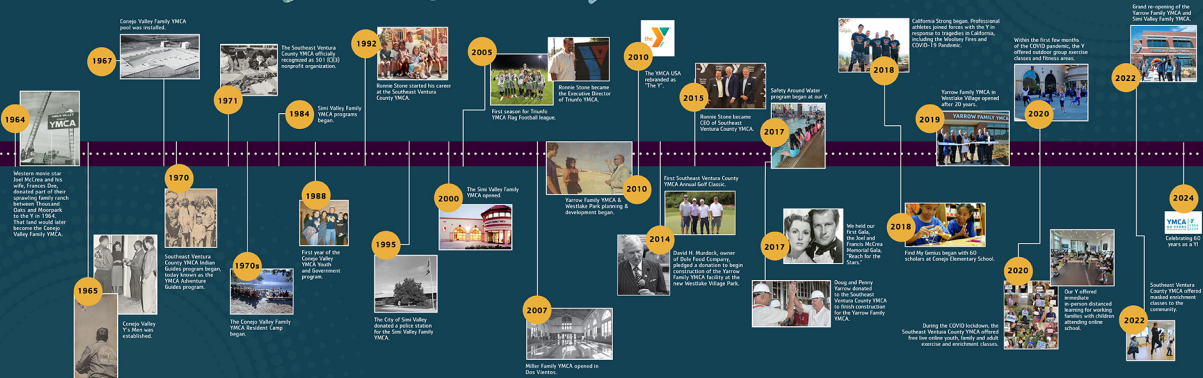 1964
Western movie star
Joel McCrea and his
wife, Frances Dee,
donated part of their
sprawling family ranch
between Thousand
Oaks and Moorpark
to the Y in 1964.
That land would later
become the Conejo
Valley Family YMCA.
YMCA
1965
Conejo Valley
Y's Men was
established.
1967
Conejo Valley Family YMCA
pool was installed.
1970
Southeast Ventura
County YMCA Indian
Guides program began,
today known as the
YMCA Adventure
Guides program.
1971
The Southeast Ventura
County YMCA officially
recognized as 501 (C)(3)
nonprofit organization.
1970s
The Conejo Valley Family
YMCA Resident Camp
began.
1984
Simi Valley Family
YMCA programs
began.
1988
First year of the
Conejo Valley
YMCA Youth
and Government
program.
1992
Ronnie Stone started his career
at the Southeast Ventura
County YMCA.
1995
The City of Simi Valley
donated a police station
for the Simi Valley Family
YMCA.
2000
The Simi Valley Family
YMCA opened.
2005
First season for Triunfo
YMCA Flag Football league.
Ronnie Stone became
the Executive Director
of Triunfo YMCA.
2007
Miller Family YMCA opened in
Dos Vientos.
2010
the
The YMCA USA
rebranded as
"The Y".
2010
Yarrow Family YMCA &
Westlake Park planning &
development began.
First Southeast Ventura County
YMCA Annual Golf Classic.
2014
David H. Murdock, owner
of Dole Food Company,
pledged a donation to begin
construction of the Yarrow
Family YMCA facility at the
new Westlake Village Park.
2015
Ronnie Stone became
CEO of Southeast
Ventura County YMCA.
2017
Safety Around Water
program began at our Y.
2017
We held our
first Gala,
the Joel and
Francis McCrea
Memorial Gala,
"Reach for the
Stars."
Doug and Penny
Yarrow donated
to the Southeast
Ventura County YMCA
to finish construction
for the Yarrow Family
YMCA.
2018
California Strong began. Professional
athletes joined forces with the Y in
response to tragedies in California,
including the Woolsey Fires and
COVID-19 Pandemic.
2018
Find My Genius began with 60
scholars at Conejo Elementary School.
2019
Yarrow Family YMCA in
Westlake Village opened
after 20 years.
YARROW FAMILY YMCA
2020
Within the first few months
of the COVID pandemic, the Y
offered outdoor group exercise
classes and fitness areas.
2020
During the COVID lockdown, the
Southeast Ventura County YMCA offered
free live online youth, family and adult
exercise and enrichment classes.
Our Y offered
immediate
in-person distanced
learning for working
families with children
attending online
school.
2022
Grand re-opening of the
Yarrow Family YMCA and
Simi Valley Family YMCA.
2022
Southeast Ventura
County YMCA offered
masked enrichment
classes to the
community.
2024
YMCA
60 YEARS
Celebrating 60
years as a Y!